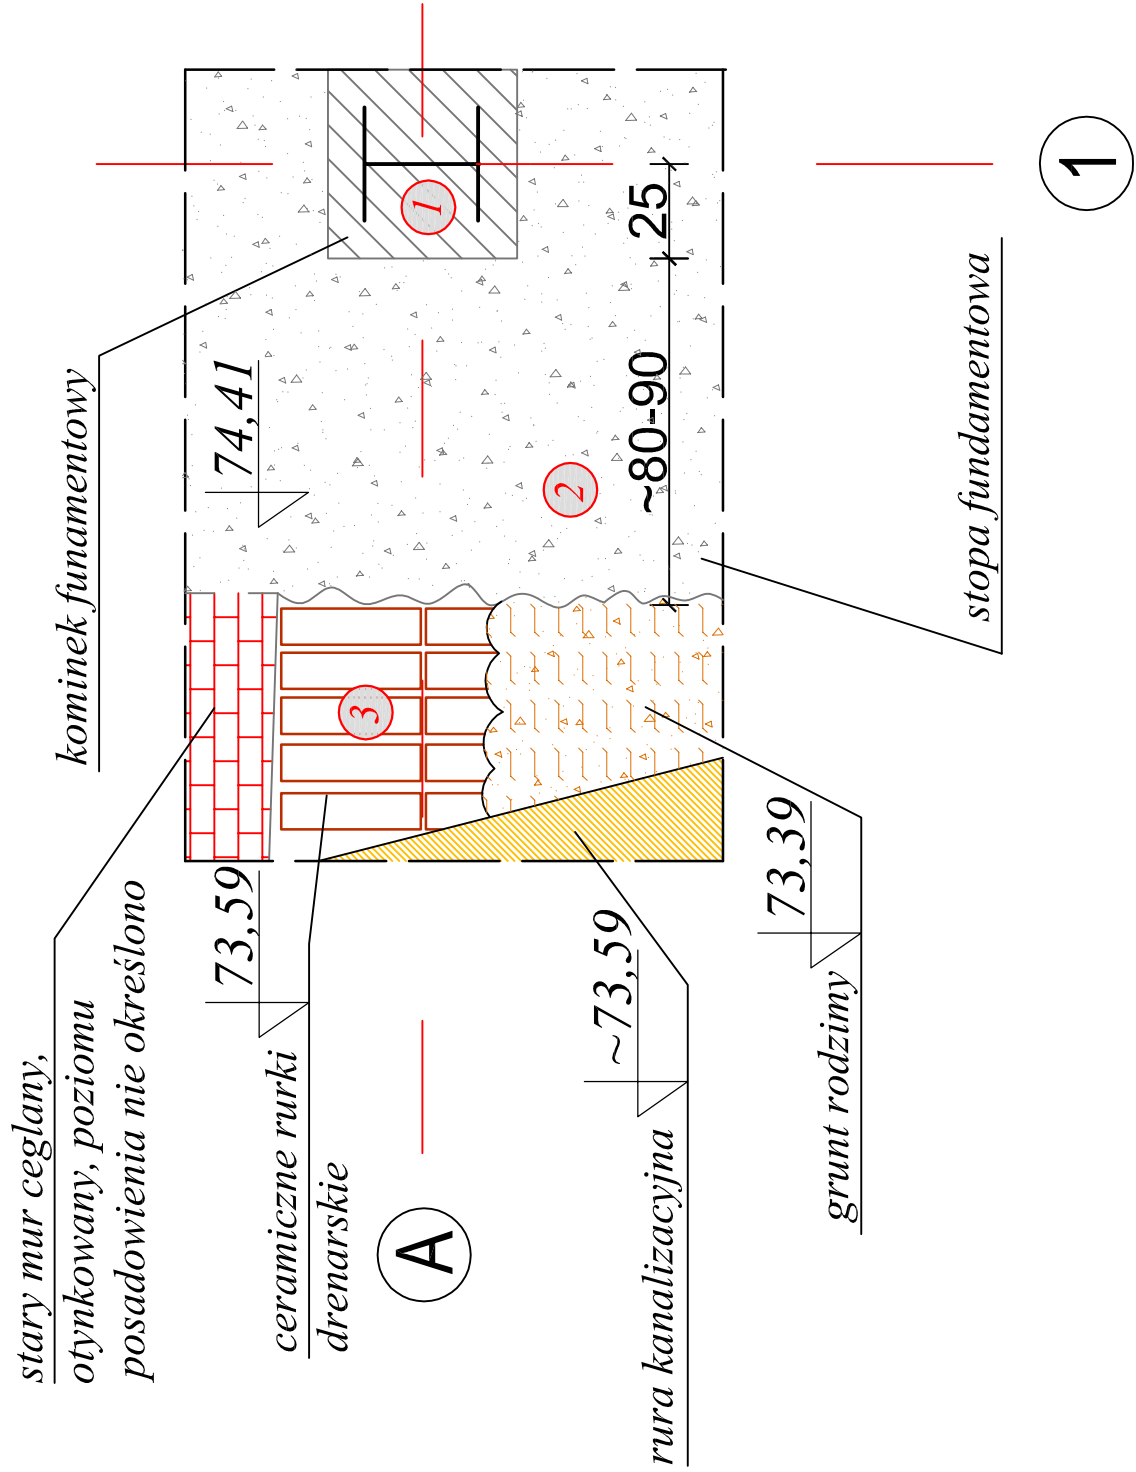 stary mur ceglany,
otynkowany, poziomu
posadowienia nie określono
kominek funamentowy
73,59
74,41
ceramiczne rurki
drenarskie
A
3
1
2
~73,59
rura kanalizacyjna
~80-90
25
73,39
grunt rodzimy
stopa fundamentowa
1